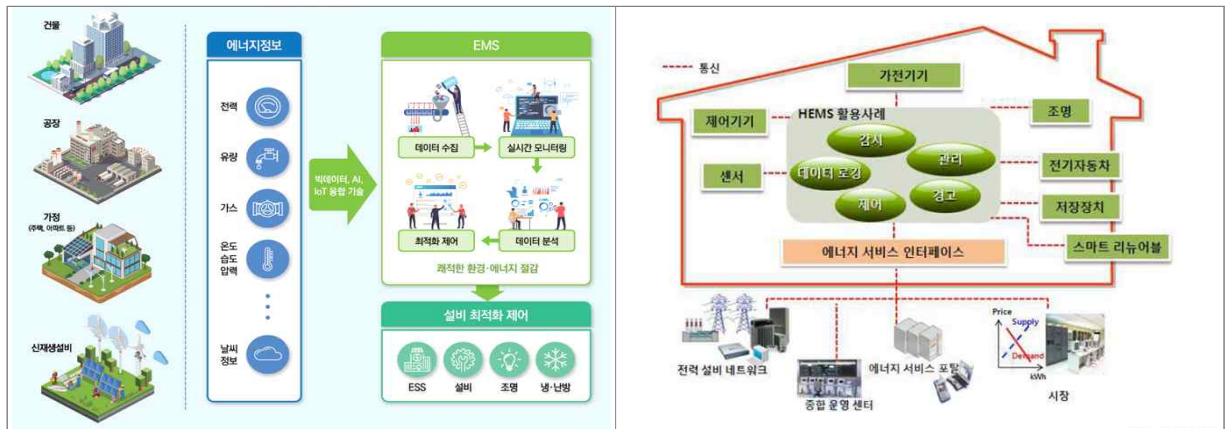 건물
공장
가정
(주택, 아파트 등)
신재생설비
에너지정보
전력
유량
가스
온도
습도
압력
날씨
정보
빅데이터, AI,
IoT 융합 기술
EMS
데이터 수집
실시간 모니터링
최적화 제어
데이터 분석
쾌적한 환경·에너지 절감
설비 최적화 제어
ESS
설비
조명
냉·난방
통신
가전기기
제어기기
조명
HEMS 활용사례
감시
관리
데이터 로깅
경고
제어
센서
전기자동차
저장장치
스마트 리뉴어블
에너지 서비스 인터페이스
전력 설비 네트워크
종합 운영 센터
에너지 서비스 포탈
Price
Supply
Demand
kWh
시장